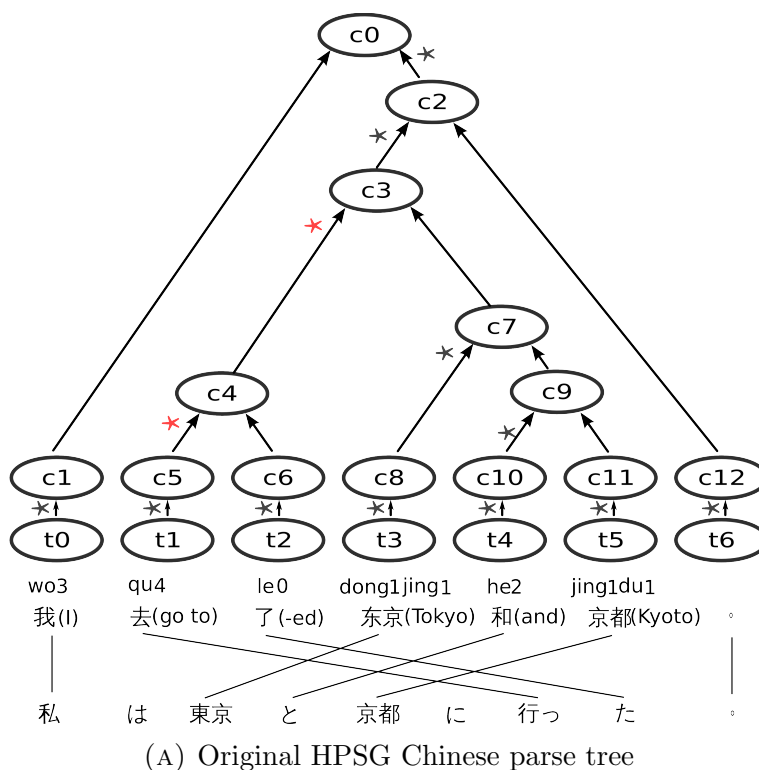 c0
c2
c3
c7
c4
c9
c1 c5 c6 c8 c10 c11 c12
t0 t1 t2 t3 t4 t5 t6
wo3 qu4 le0 dong1jing1 he2 jing1du1
我(I) 去(go to) 了(-ed) 东京(Tokyo) 和(and) 京都(Kyoto) 。
私 は 東京 と 京都 に 行っ た 。
(A) Original HPSG Chinese parse tree